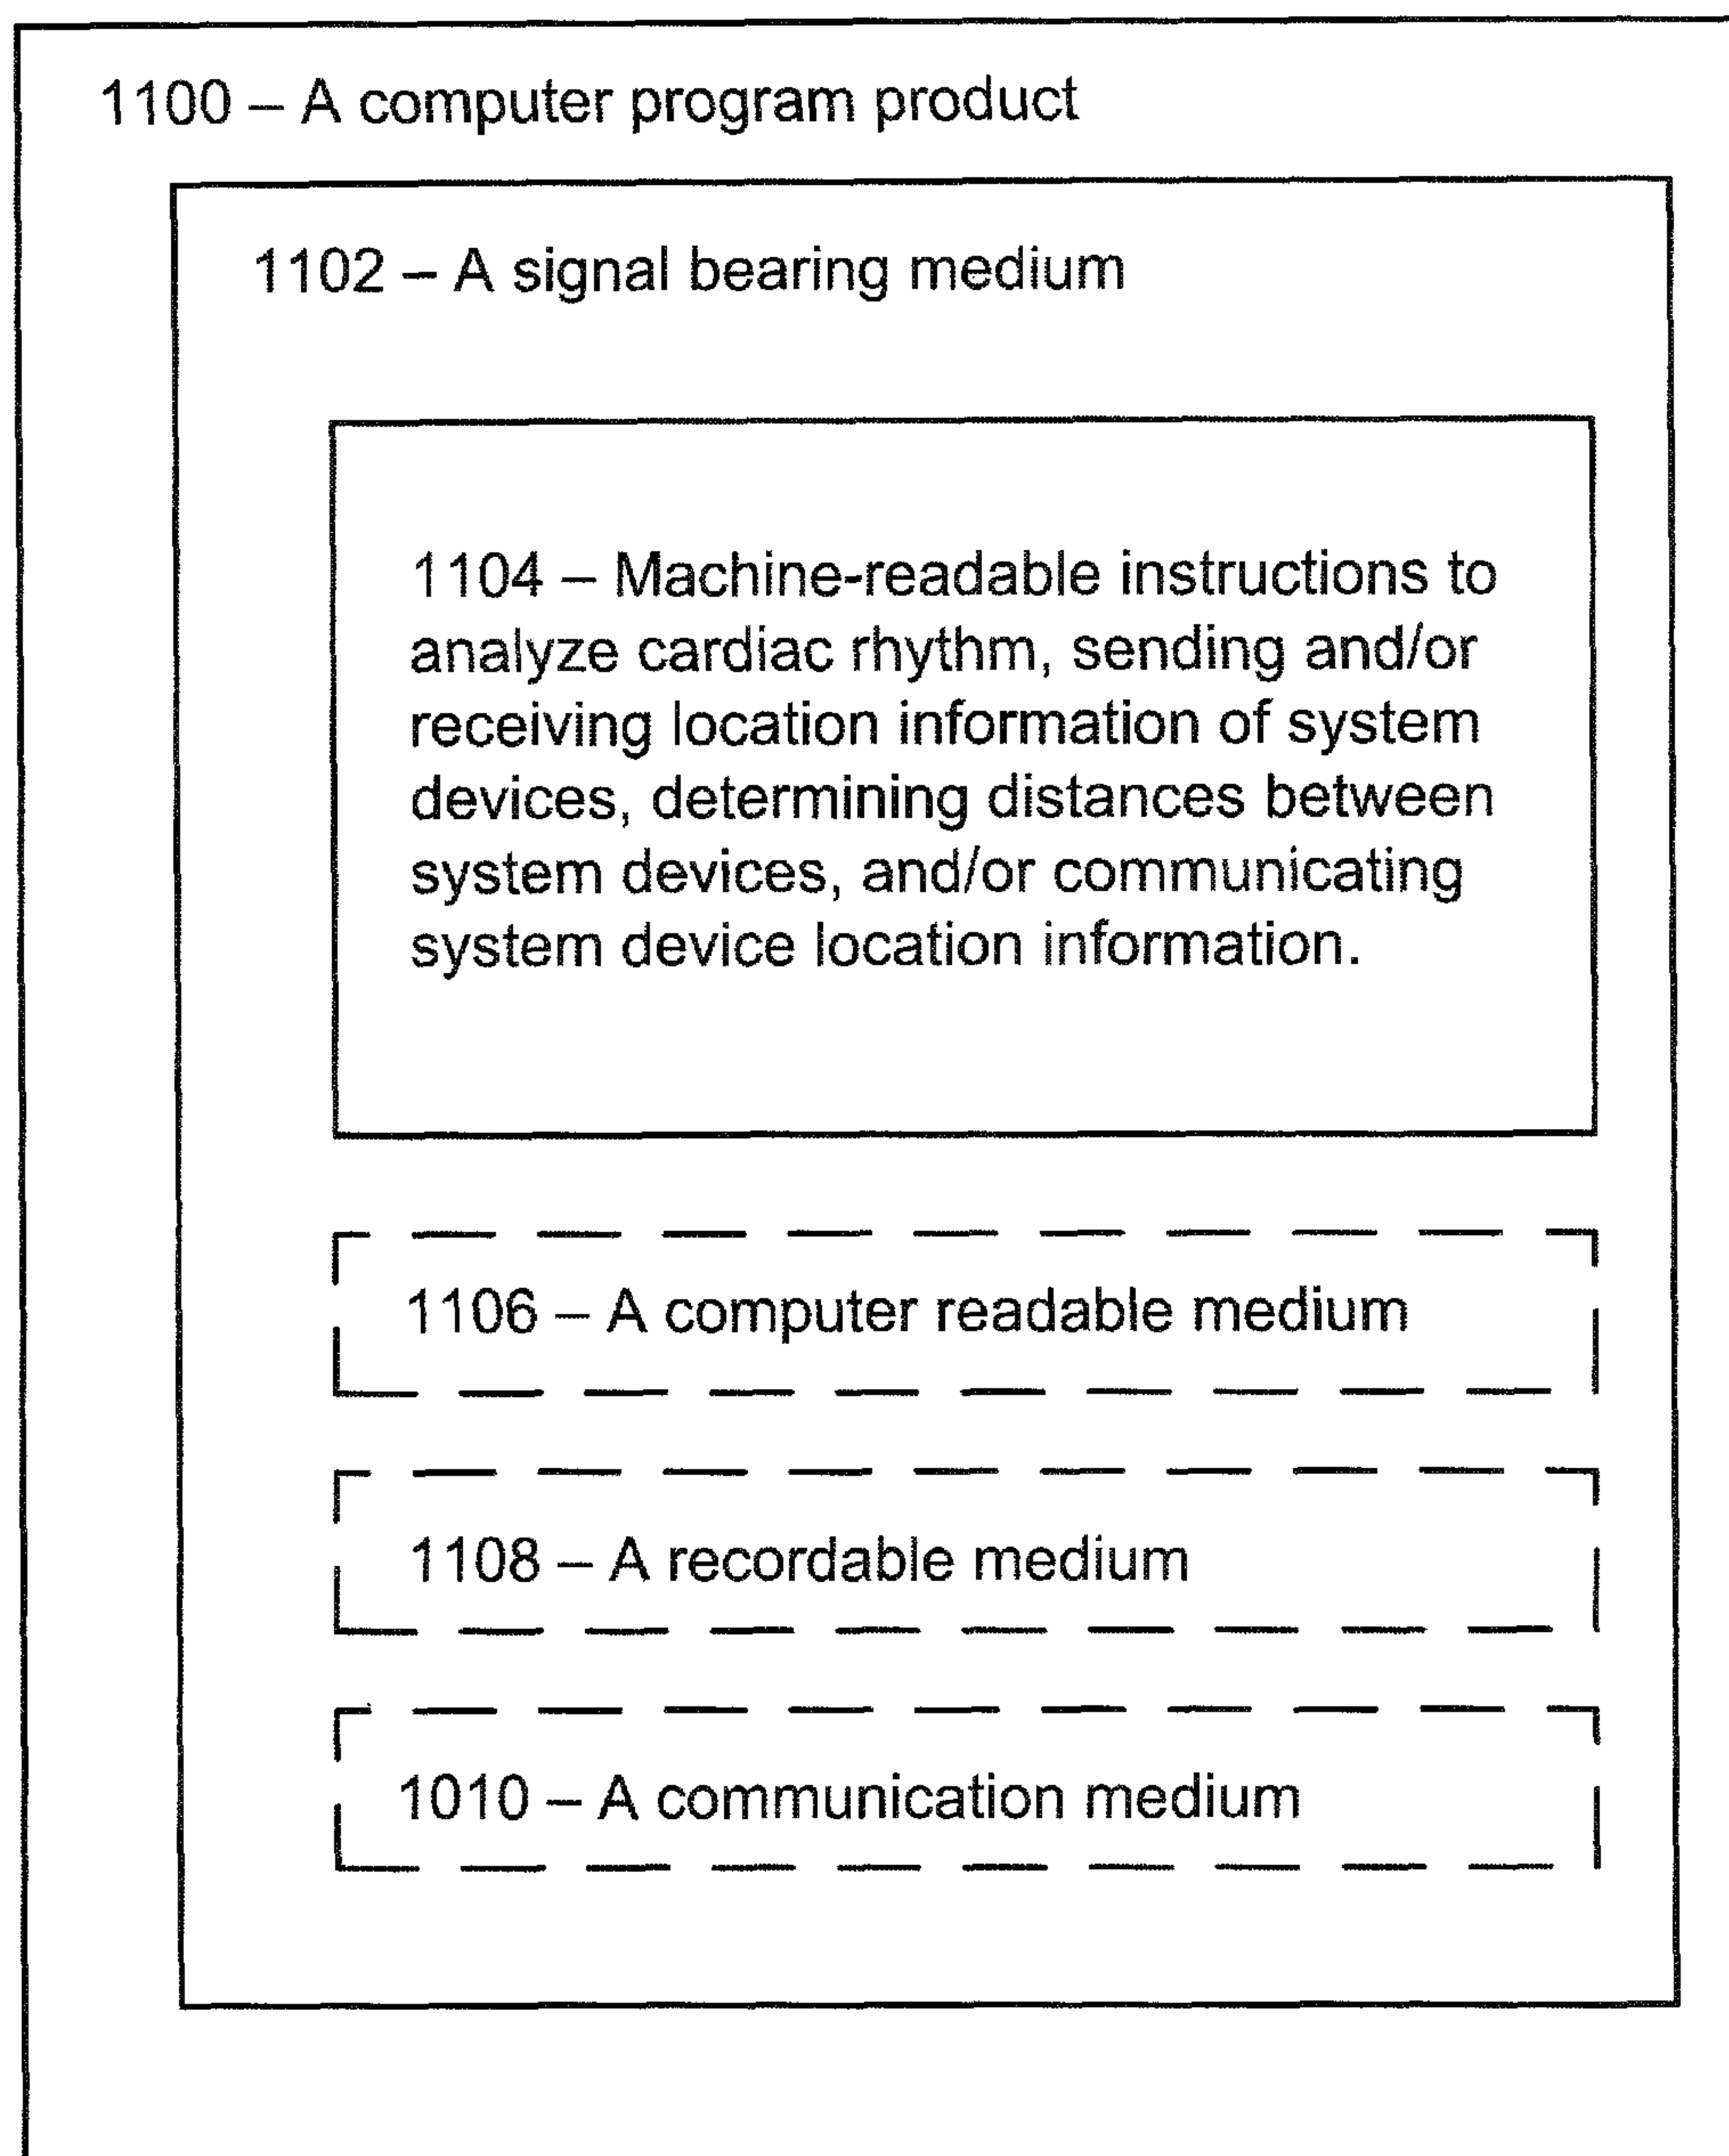 1100 – A computer program product
1102 – A signal bearing medium
1104 – Machine-readable instructions to
analyze cardiac rhythm, sending and/or
receiving location information of system
devices, determining distances between
system devices, and/or communicating
system device location information.
1106 – A computer readable medium
1108 – A recordable medium
1010 – A communication medium